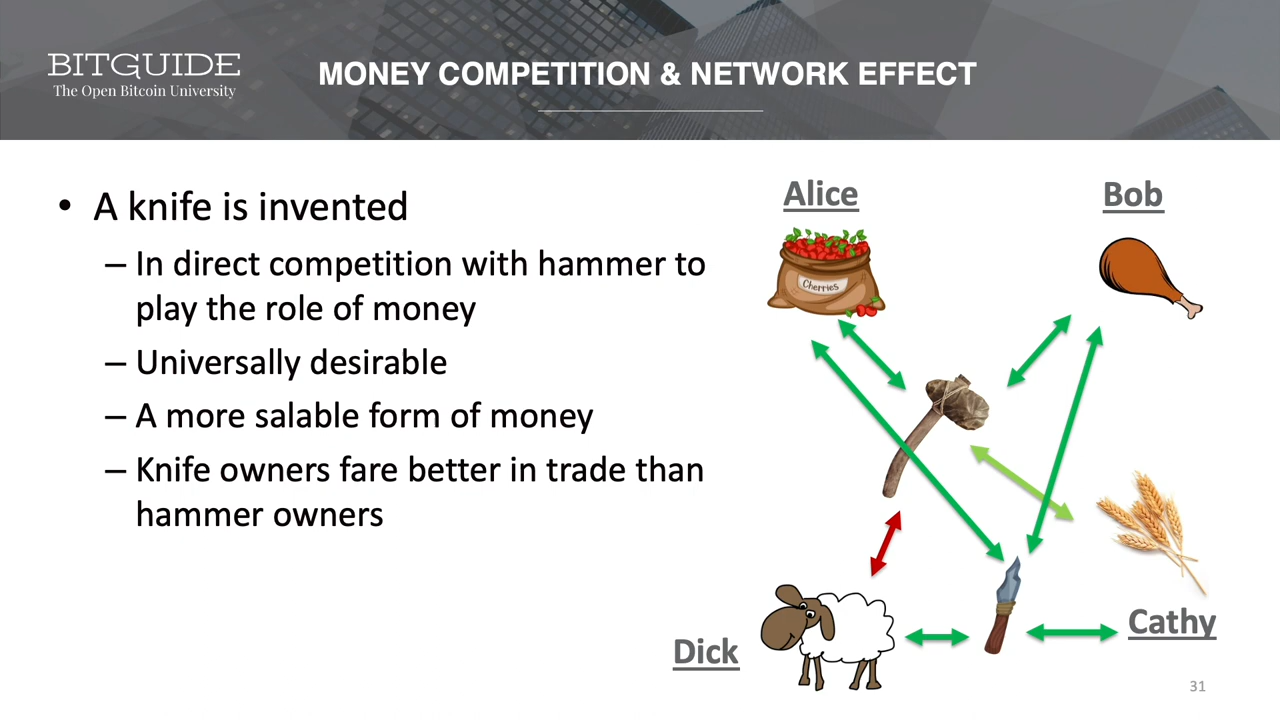 BITGUIDE
The Open Bitcoin University
MONEY COMPETITION & NETWORK EFFECT
• A knife is invented
– In direct competition with hammer to
play the role of money
– Universally desirable
– A more salable form of money
– Knife owners fare better in trade than
hammer owners
Alice
Bob
Cherries
Cathy
Dick
31